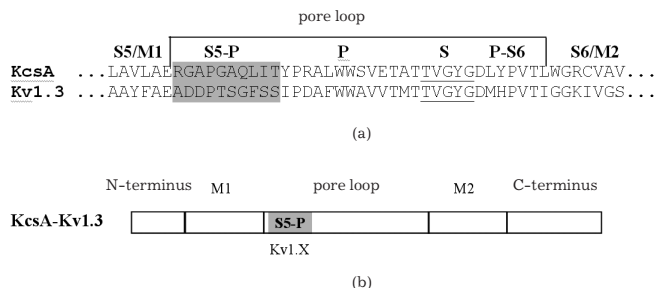 pore loop
S5/M1 S5-P P S P-S6 S6/M2
KcsA ...LAVLAERGAPGAQLITYPRALWWSVETATTVGYGDLYPVTLWGRCVAV...
Kv1.3 ...AAYFAEADDPTSGFSSIPDAFWWAVVTMTTVGYGDMHPVTIGGKIVGS...
(a)
N-terminus M1 pore loop M2 C-terminus
KcsA-Kv1.3 S5-P
Kv1.X
(b)